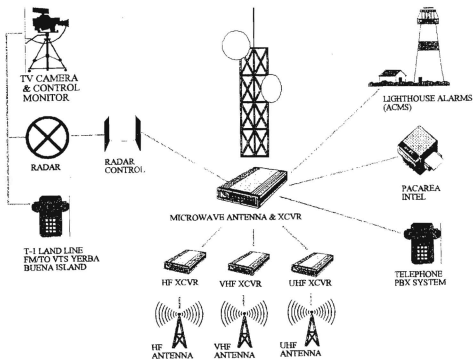 TV CAMERA
& CONTROL
MONITOR
LIGHTHOUSE ALARMS
(ACMS)
RADAR
RADAR
CONTROL
PACAREA
INTEL
MICROWAVE ANTENNA & XCVR
T-1 LAND LINE
FM/TO VTS YERBA
BUENA ISLAND
TELEPHONE
PBX SYSTEM
HF XCVR
VHF XCVR
UHF XCVR
HF
ANTENNA
VHF
ANTENNA
UHF
ANTENNA